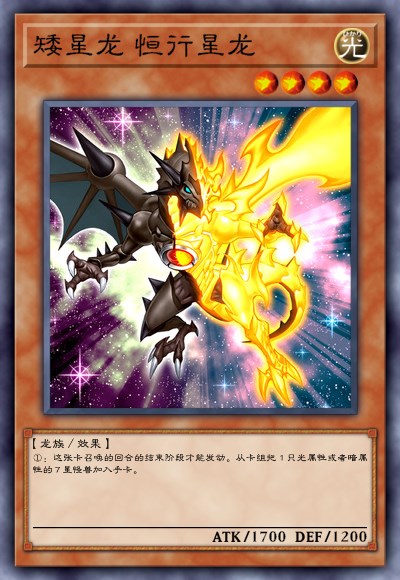 矮星龙 恒行星龙
光
ひかり
【龙族／效果】
①：这张卡召唤的回合的结束阶段才能发动。从卡组把１只光属性或者暗属
性的７星怪兽加入手卡。
ATK/1700 DEF/1200